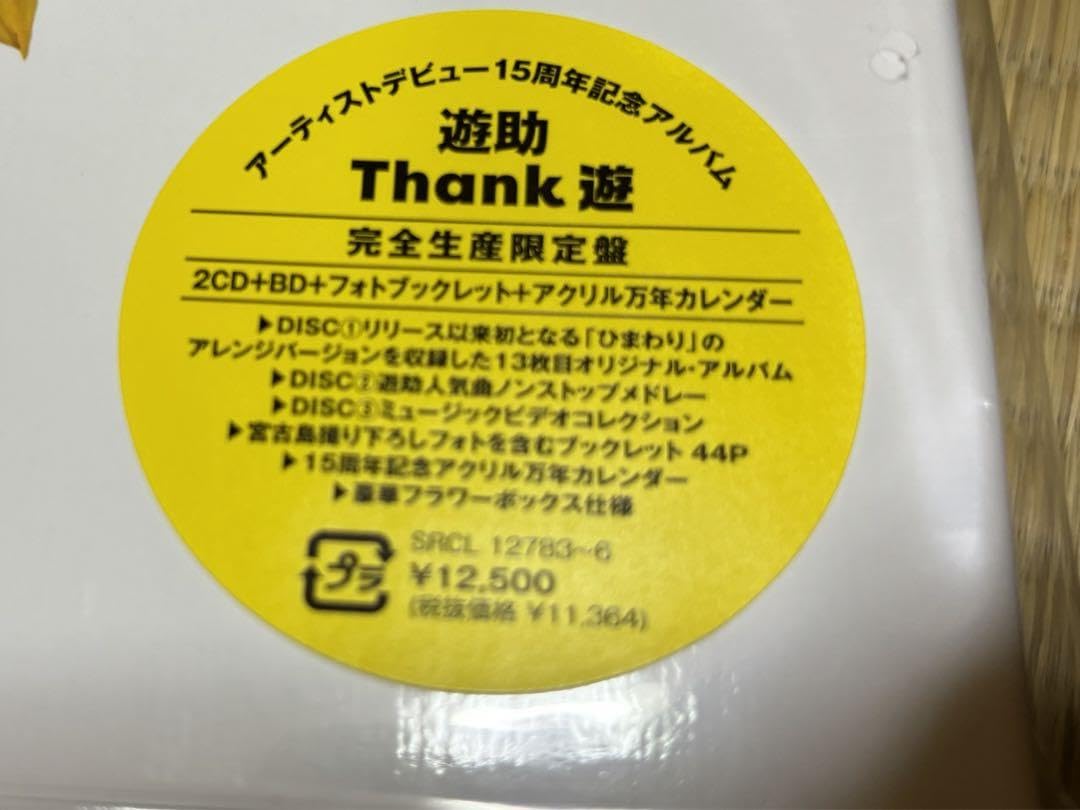 アーティストデビュー15周年記念アルバム
遊助
Thank 遊
完全生産限定盤
2CD+BD+フォトブックレット+アクリル万年カレンダー
▶DISC①リリース以来初となる「ひまわり」の
アレンジバージョンを収録した13枚目オリジナル・アルバム
▶DISC②遊助人気曲ノンストップメドレー
▶DISC③ミュージックビデオコレクション
▶宮古島撮り下ろしフォトを含むブックレット 44P
▶15周年記念アクリル万年カレンダー
▶豪華フラワーボックス仕様
プラ
SRCL 12783~6
¥12,500
(税抜価格 ¥11,364)